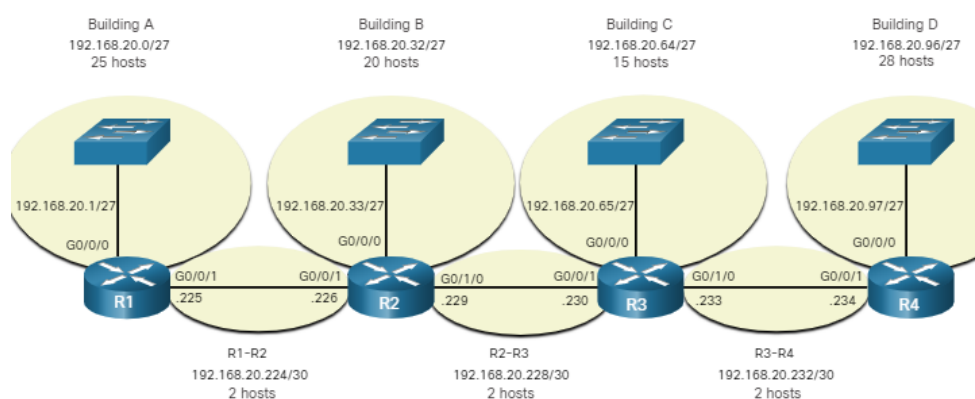 Building A
192.168.20.0/27
25 hosts
Building B
192.168.20.32/27
20 hosts
Building C
192.168.20.64/27
15 hosts
Building D
192.168.20.96/27
28 hosts
192.168.20.1/27
192.168.20.33/27
192.168.20.65/27
192.168.20.97/27
G0/0/0
G0/0/0
G0/0/0
G0/0/0
R1
G0/0/1
.225
G0/0/1
.226
R2
G0/1/0
.229
G0/0/1
.230
R3
G0/1/0
.233
G0/0/1
.234
R4
R1-R2
192.168.20.224/30
2 hosts
R2-R3
192.168.20.228/30
2 hosts
R3-R4
192.168.20.232/30
2 hosts